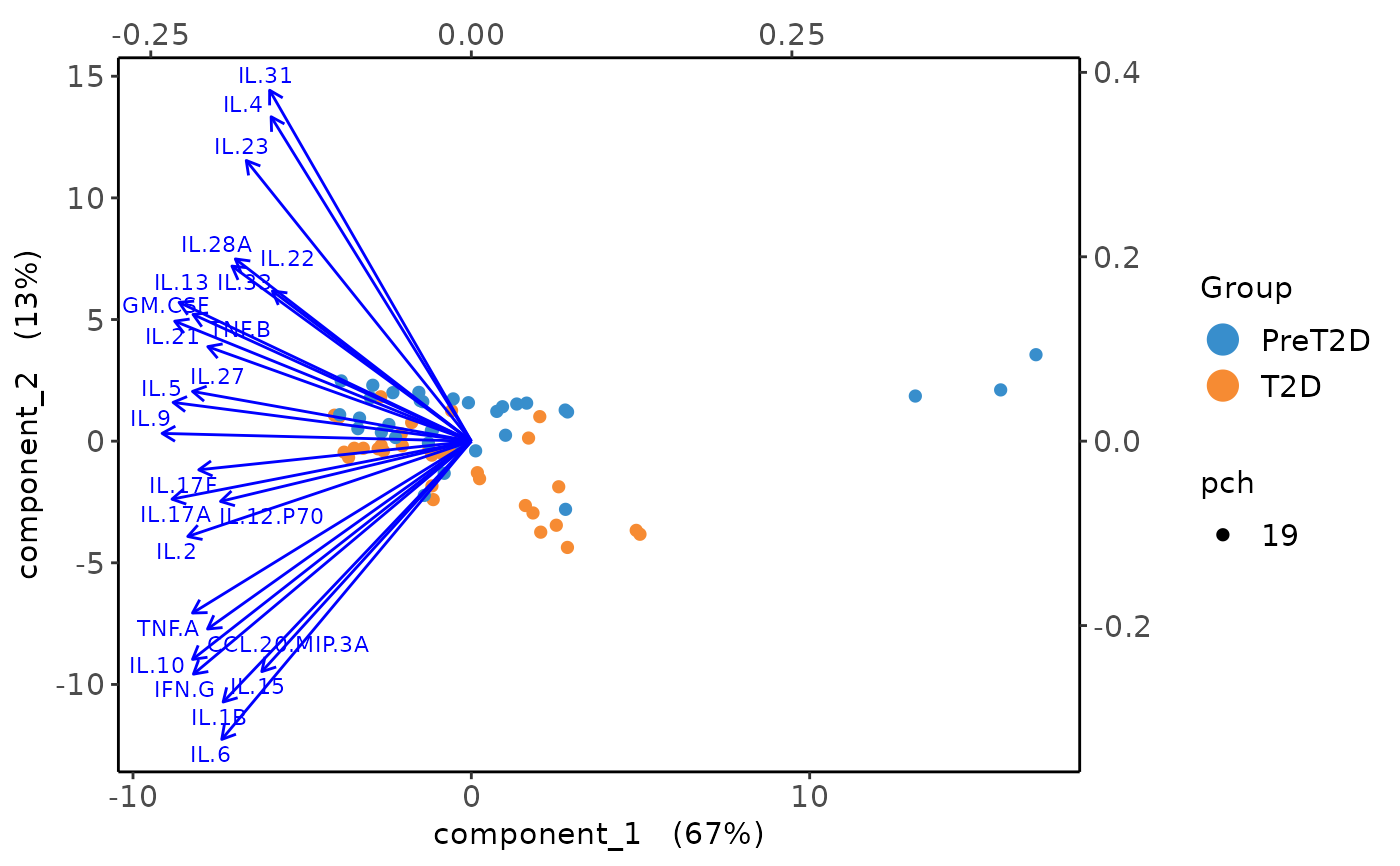 -0.25 0.00 0.25
15
10
5
0
-5
-10
0.4
0.2
0.0
-0.2
-10 0 10
component_1 (67%)
component_2 (13%)
IL.31
IL.4
IL.23
IL.28A
IL.22
IL.13 IL.33
GM.CSF
TNF.B
IL.21
IL.27
IL.5
IL.9
IL.17F
IL.17A IL.12.P70
IL.2
TNF.A
CCL.20.MIP.3A
IL.10
IFN.G IL.15
IL.1B
IL.6
Group
PreT2D
T2D
pch
19